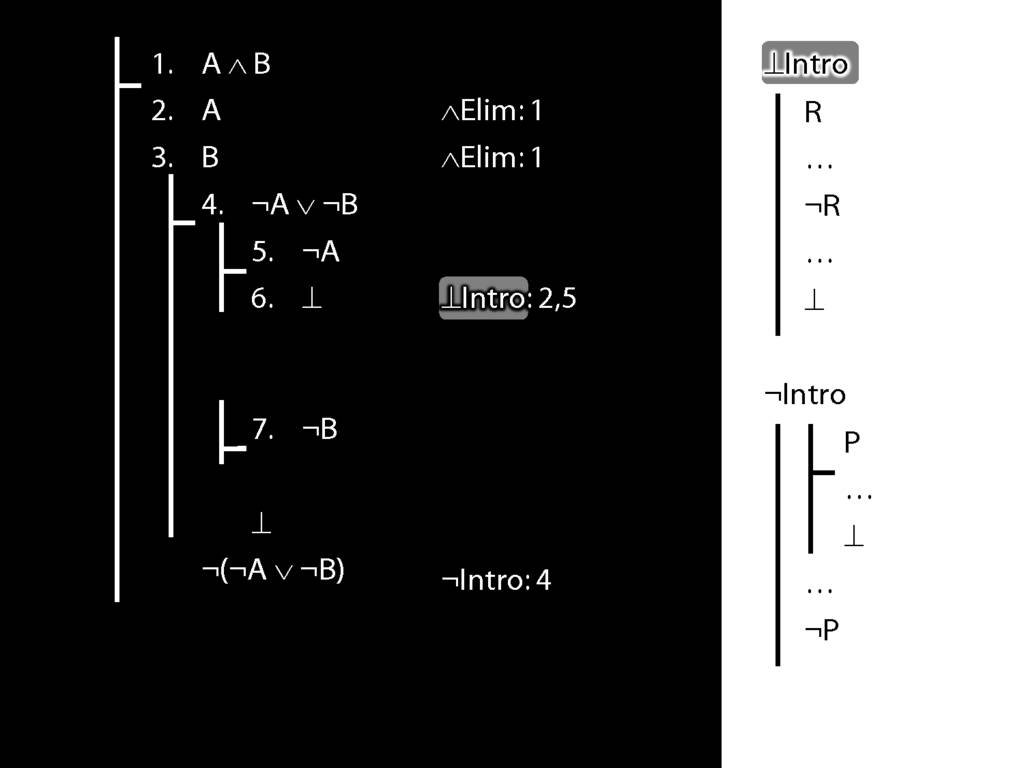 1. A ∧ B
2. A ∧Elim: 1
3. B ∧Elim: 1
4. ¬A ∨ ¬B
5. ¬A
6. ⊥ ⊥Intro: 2,5
7. ¬B
⊥
¬(¬A ∨ ¬B) ¬Intro: 4
⊥Intro
R
...
¬R
...
⊥
¬Intro
P
...
⊥
...
¬P